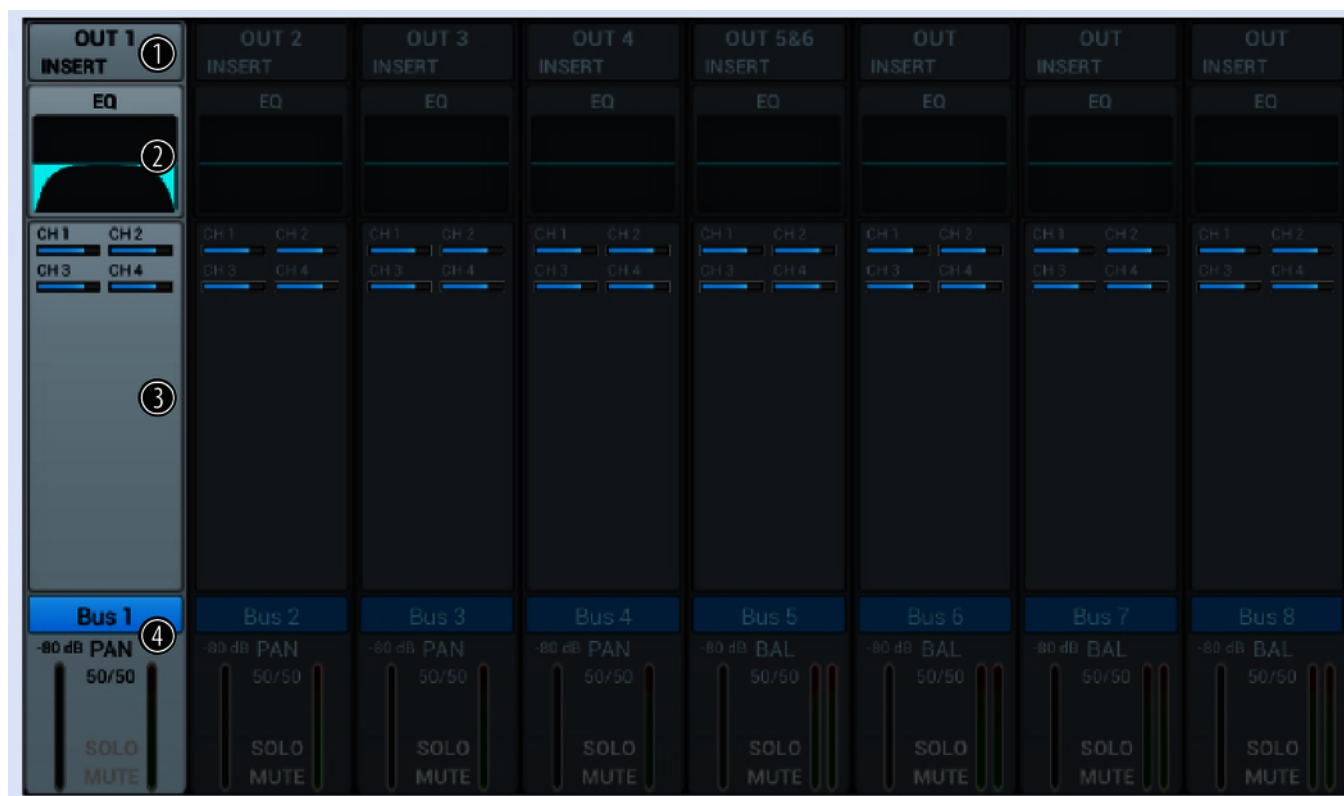 OUT 1 OUT 2 OUT 3 OUT 4 OUT 5&6 OUT OUT OUT
INSERT ① INSERT INSERT INSERT INSERT INSERT INSERT INSERT
EQ EQ EQ EQ EQ EQ EQ EQ
②
CH 1 CH 2 CH 1 CH 2 CH 1 CH 2 CH 1 CH 2 CH 1 CH 2 CH 1 CH 2 CH 1 CH 2 CH 1 CH 2
CH 3 CH 4 CH 3 CH 4 CH 3 CH 4 CH 3 CH 4 CH 3 CH 4 CH 3 CH 4 CH 3 CH 4 CH 3 CH 4
③
Bus 1 Bus 2 Bus 3 Bus 4 Bus 5 Bus 6 Bus 7 Bus 8
④
-80 dB PAN -80 dB PAN -80 dB PAN -80 dB PAN -80 dB BAL -80 dB BAL -80 dB BAL -80 dB BAL
50/50 50/50 50/50 50/50 50/50 50/50 50/50 50/50
SOLO SOLO SOLO SOLO SOLO SOLO SOLO SOLO
MUTE MUTE MUTE MUTE MUTE MUTE MUTE MUTE